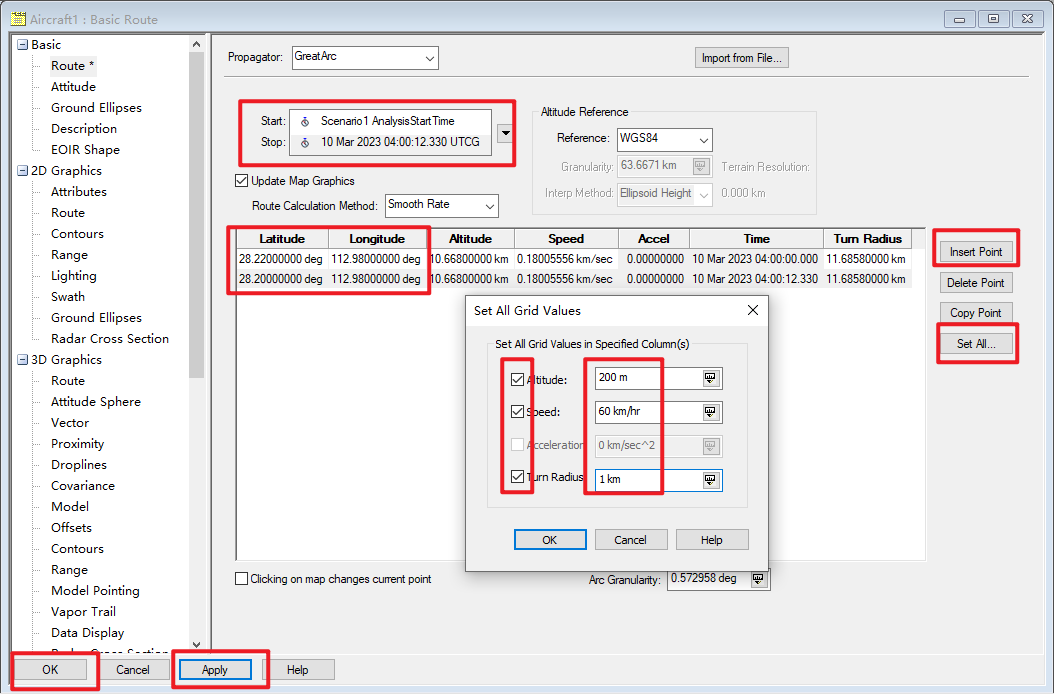 Aircraft1 : Basic Route
Basic
Route *
Attitude
Ground Ellipses
Description
EOIR Shape
2D Graphics
Attributes
Route
Contours
Range
Lighting
Swath
Ground Ellipses
Radar Cross Section
3D Graphics
Route
Attitude Sphere
Vector
Proximity
Droplines
Covariance
Model
Offsets
Contours
Range
Model Pointing
Vapor Trail
Data Display
Radar Cross Section
Propagator: GreatArc Import from File...
Start: Scenario1 AnalysisStartTime
Stop: 10 Mar 2023 04:00:12.330 UTCG
Altitude Reference
Reference: WGS84
Granularity: 63.6671 km Terrain Resolution:
Interp Method: Ellipsoid Height 0.000 km
Update Map Graphics
Route Calculation Method: Smooth Rate
Latitude Longitude Altitude Speed Accel Time Turn Radius
28.22000000 deg 112.98000000 deg 10.66800000 km 0.18005556 km/sec 0.00000000 10 Mar 2023 04:00:00.000 11.68580000 km
28.22000000 deg 112.98000000 deg 10.66800000 km 0.18005556 km/sec 0.00000000 10 Mar 2023 04:00:12.330 11.68580000 km
Insert Point
Delete Point
Copy Point
Set All...
Set All Grid Values
Set All Grid Values in Specified Column(s)
Altitude: 200 m
Speed: 60 km/hr
Acceleration 0 km/sec^2
Turn Radius 1 km
OK Cancel Help
Clicking on map changes current point
Arc Granularity: 0.572958 deg
OK Cancel Apply Help